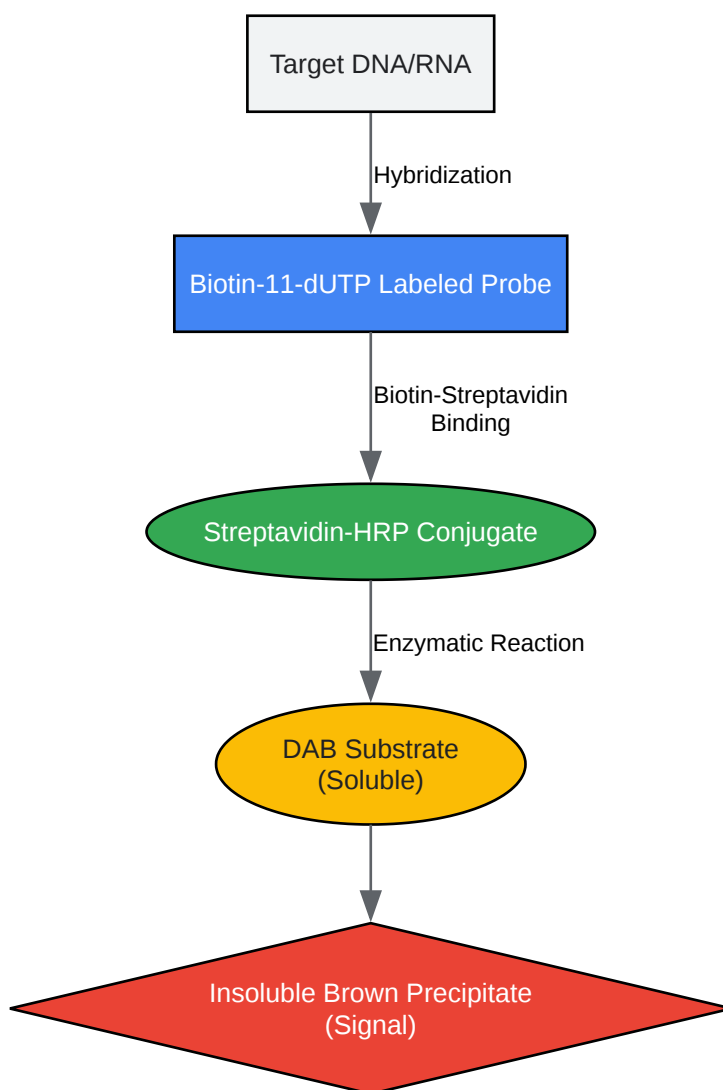 Target DNA/RNA
Hybridization
Biotin-11-dUTP Labeled Probe
Biotin-Streptavidin
Binding
Streptavidin-HRP Conjugate
Enzymatic Reaction
DAB Substrate
(Soluble)
Insoluble Brown Precipitate
(Signal)